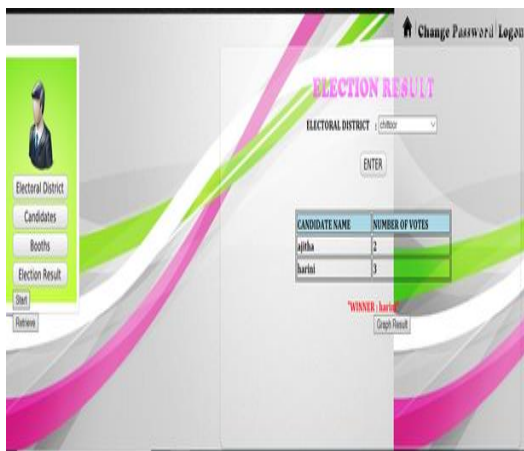 Change Password Logou
ELECTION RESULT
ELECTORAL DISTRICT : chittoor
ENTER
Electoral District
Candidates
Booths
Election Result
Start
Retrieve
CANDIDATE NAME NUMBER OF VOTES
ajitha 2
harini 3
"WINNER : harini"
Graph Result